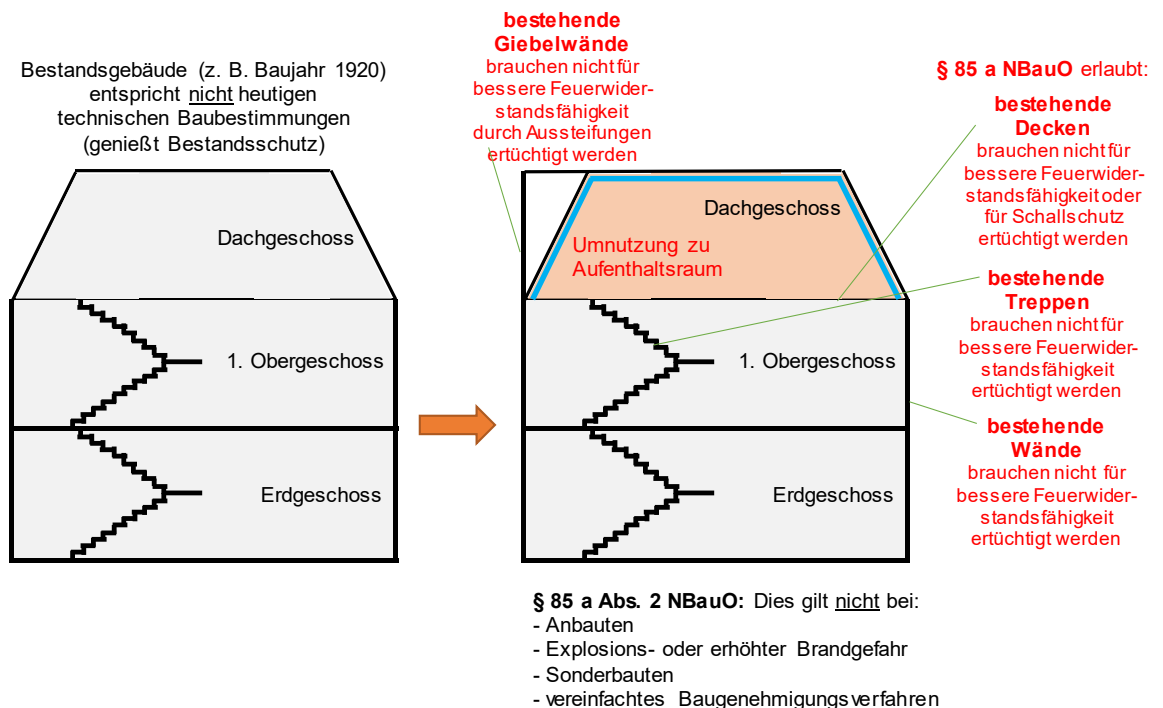 Bestandsgebäude (z. B. Baujahr 1920)
entspricht nicht heutigen
technischen Baubestimmungen
(genießt Bestandsschutz)
Dachgeschoss
1. Obergeschoss
Erdgeschoss
bestehende
Giebelwände
brauchen nicht für
bessere Feuerwider-
standsfähigkeit
durch Aussteifungen
ertüchtigt werden
Dachgeschoss
Umnutzung zu
Aufenthaltsraum
1. Obergeschoss
Erdgeschoss
§ 85 a NBauO erlaubt:
bestehende
Decken
brauchen nicht für
bessere Feuerwider-
standsfähigkeit oder
für Schallschutz
ertüchtigt werden
bestehende
Treppen
brauchen nicht für
bessere Feuerwider-
standsfähigkeit
ertüchtigt werden
bestehende
Wände
brauchen nicht für
bessere Feuerwider-
standsfähigkeit
ertüchtigt werden
§ 85 a Abs. 2 NBauO: Dies gilt nicht bei:
- Anbauten
- Explosions- oder erhöhter Brandgefahr
- Sonderbauten
- vereinfachtes Baugenehmigungsverfahren